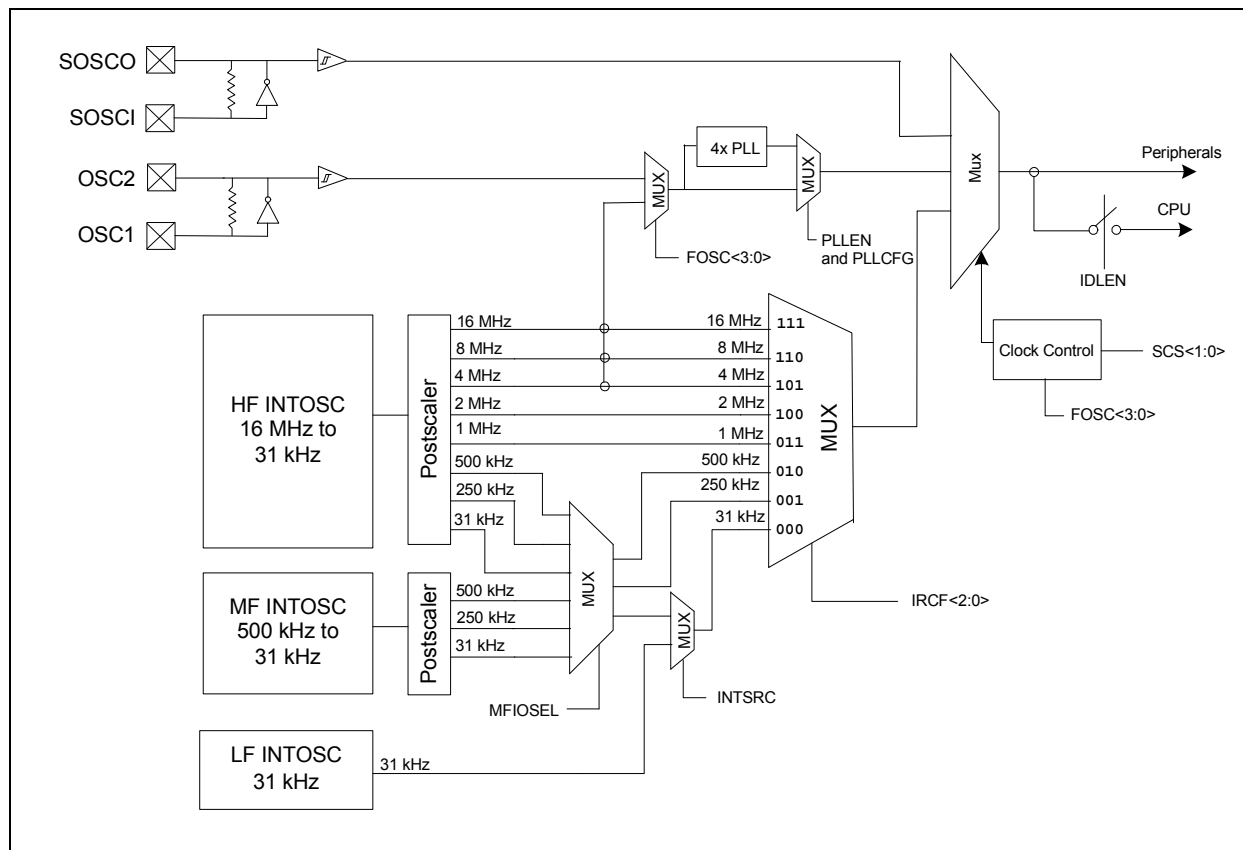 SOSCO
SOSCI
OSC2
OSC1
4x PLL
MUX
MUX
Mux
Peripherals
CPU
IDLEN
FOSC<3:0>
PLLEN
and PLLCFG
Clock Control
SCS<1:0>
FOSC<3:0>
HF INTOSC
16 MHz to
31 kHz
Postscaler
16 MHz
8 MHz
4 MHz
2 MHz
1 MHz
500 kHz
250 kHz
31 kHz
16 MHz
8 MHz
4 MHz
2 MHz
1 MHz
500 kHz
250 kHz
31 kHz
111
110
101
100
011
010
001
000
MUX
IRCF<2:0>
MF INTOSC
500 kHz to
31 kHz
Postscaler
500 kHz
250 kHz
31 kHz
MUX
MFIOSEL
MUX
INTSRC
LF INTOSC
31 kHz
31 kHz